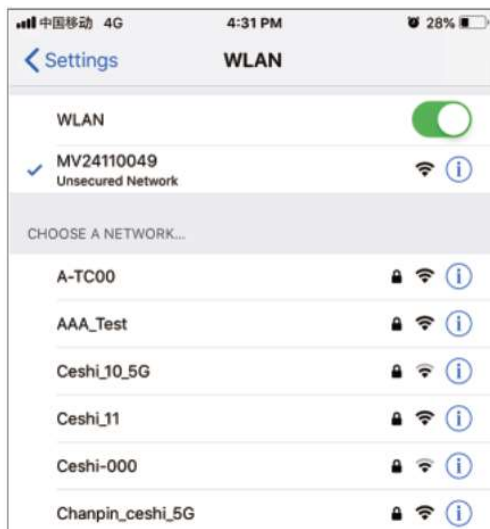 中国移动 4G 4:31 PM 28%
Settings WLAN
WLAN
MV24110049
Unsecured Network
CHOOSE A NETWORK...
A-TC00
AAA_Test
Ceshi_10_5G
Ceshi_11
Ceshi-000
Chanpin_ceshi_5G